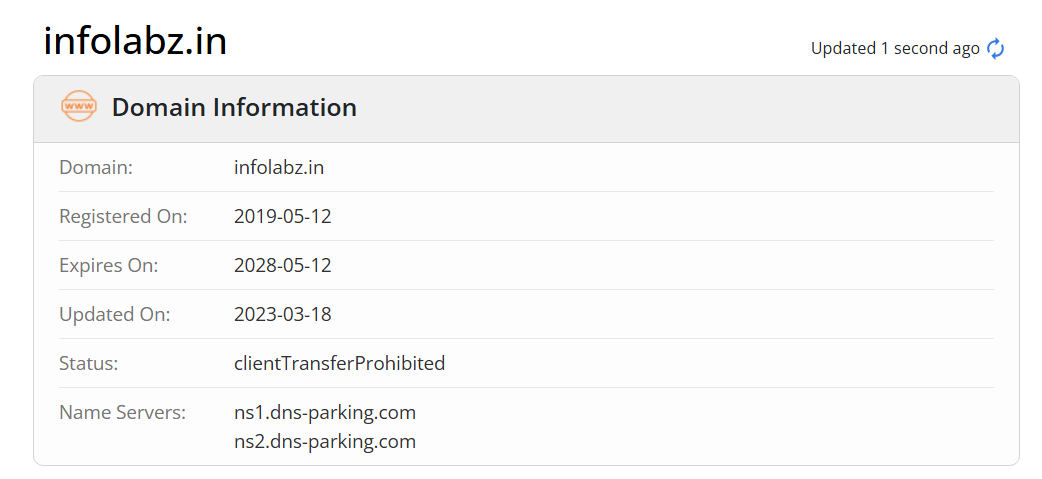 infolabz.in
Updated 1 second ago
www
Domain Information
Domain: infolabz.in
Registered On: 2019-05-12
Expires On: 2028-05-12
Updated On: 2023-03-18
Status: clientTransferProhibited
Name Servers: ns1.dns-parking.com
ns2.dns-parking.com